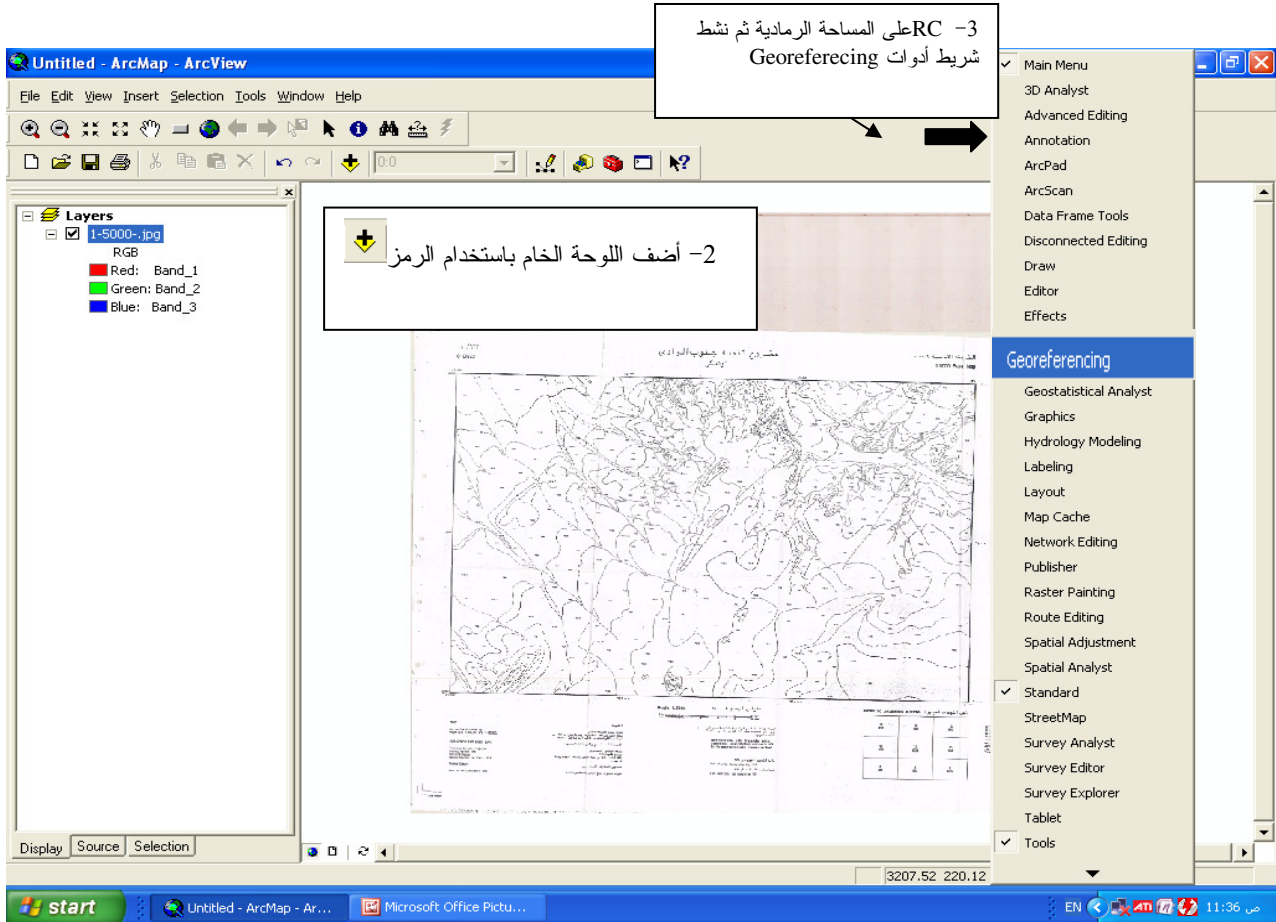 3- RCعلى المساحة الرمادية ثم نشط
شريط أدوات Georeferecing
Untitled - ArcMap - ArcView
File Edit View Insert Selection Tools Window Help
0:0
Layers
1-5000-.jpg
RGB
Red: Band_1
Green: Band_2
Blue: Band_3
2- أضف اللوحة الخام باستخدام الرمز
Main Menu
3D Analyst
Advanced Editing
Annotation
ArcPad
ArcScan
Data Frame Tools
Disconnected Editing
Draw
Editor
Effects
Georeferencing
Geostatistical Analyst
Graphics
Hydrology Modeling
Labeling
Layout
Map Cache
Network Editing
Publisher
Raster Painting
Route Editing
Spatial Adjustment
Spatial Analyst
Standard
StreetMap
Survey Analyst
Survey Editor
Survey Explorer
Tablet
Tools
Display Source Selection
3207.52 220.12
start Untitled - ArcMap - Ar... Microsoft Office Pictu... EN ATI 11:36 ص